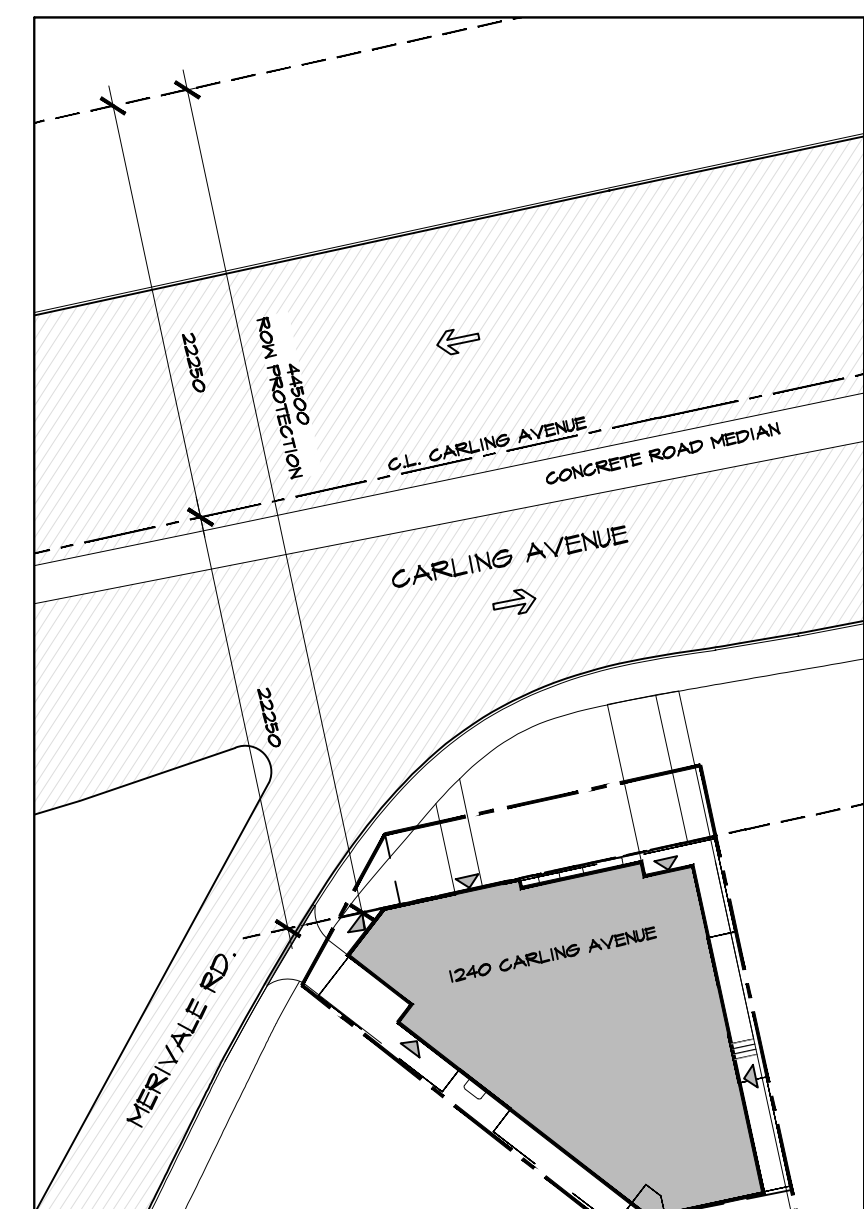 22250
44500
ROW PROTECTION
C.L. CARLING AVENUE
CONCRETE ROAD MEDIAN
CARLING AVENUE
22250
1240 CARLING AVENUE
MERIVALE RD.